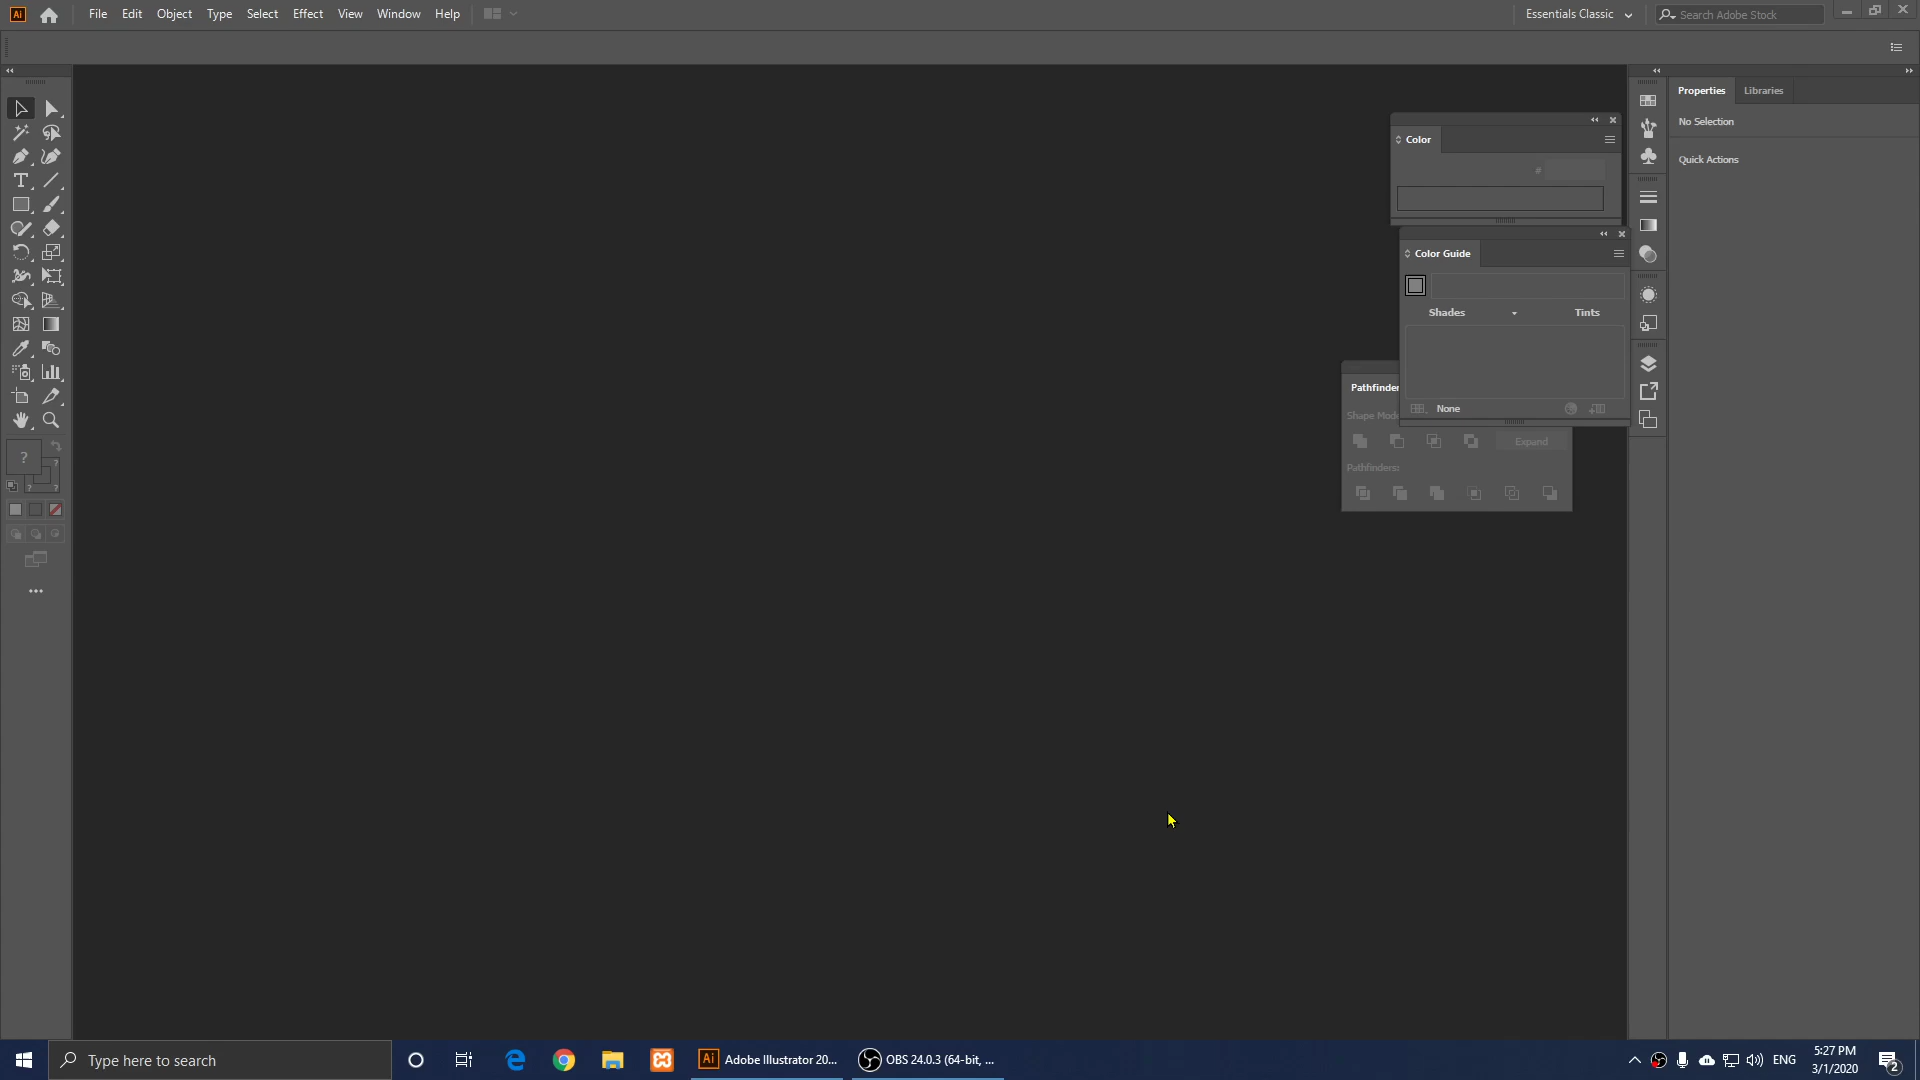 Ai File Edit Object Type Select Effect View Window Help Essentials Classic Search Adobe Stock
Properties Libraries
No Selection
Quick Actions
Color
#
Color Guide
Shades Tints
None
Pathfinder
Shape Mode
Expand
Pathfinders:
?
? ? ?
Type here to search
Ai Adobe Illustrator 20...
OBS 24.0.3 (64-bit, ...
ENG
5:27 PM
3/1/2020
2